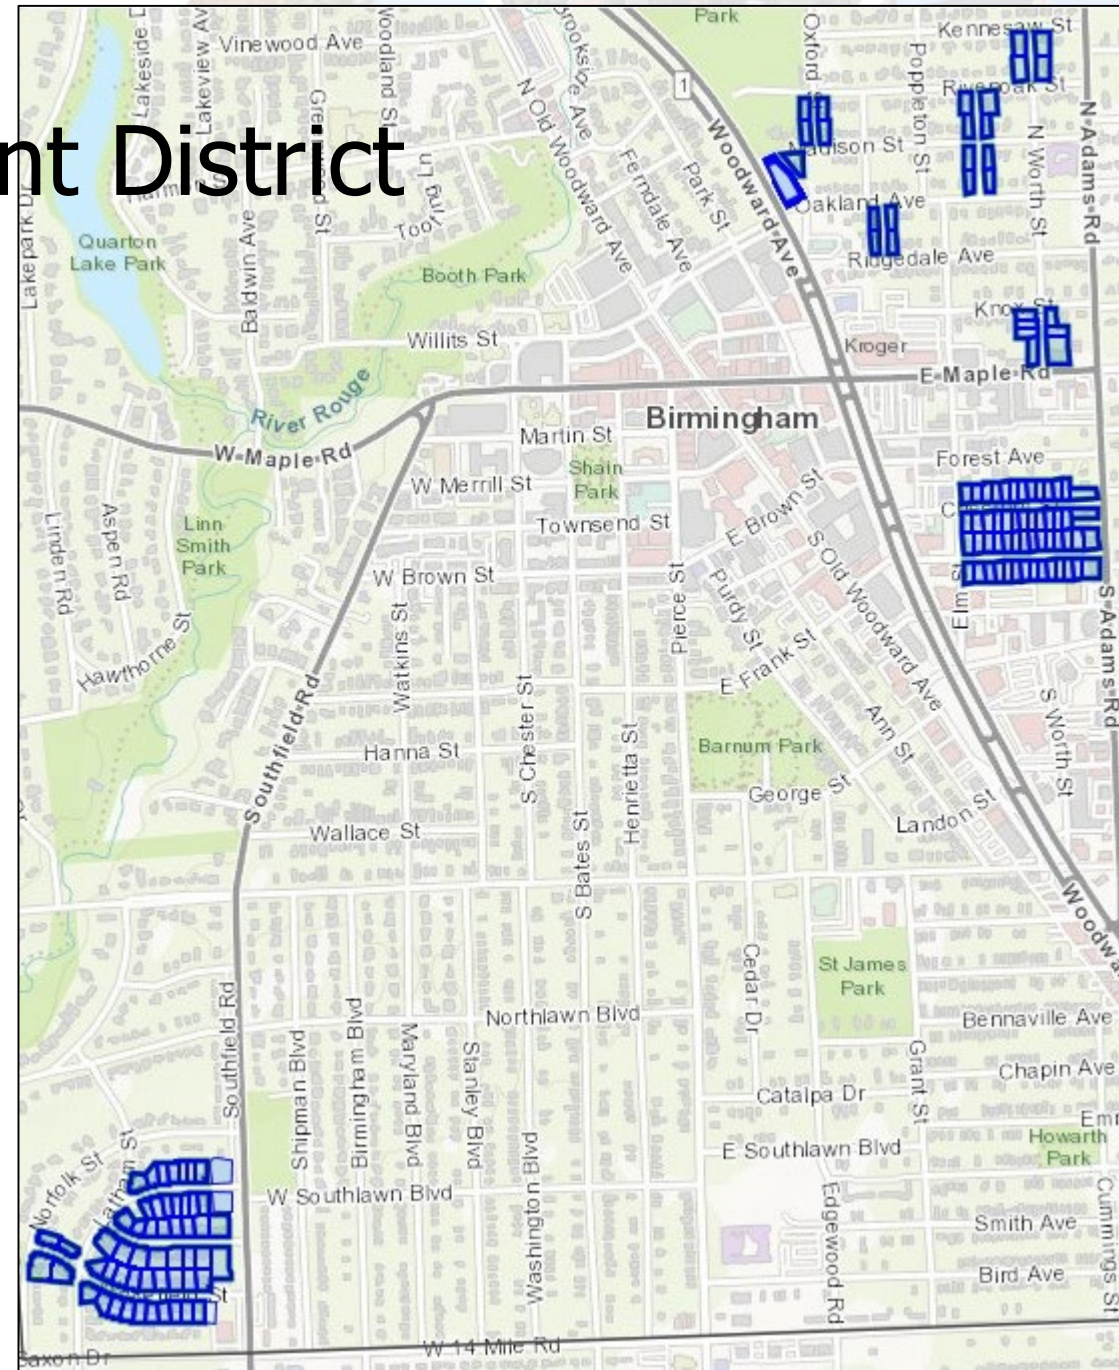 nt District
Park
Kennesaw St
Vinewood Ave
Lakeside
Lakeview Av
Woodland St
Brookside Ave
N Old Woodward Ave
1
Oxford
Poppleton St
Riveroak St
N Adams Rd
Woodward Ave
Madison St
N Worth St
Ferndale Ave
Park St
Oakland Ave
Lakepark Dr
Quarton
Lake Park
Baldwin Ave
Booth Park
Ridgedale Ave
Knox St
Willits St
Kroger
E Maple Rd
River Rouge
W Maple Rd
Martin St
Birmingham
Shain
Park
Forest Ave
W Merrill St
Townsend St
E Brown St
S Old Woodward Ave
Linn
Smith
Park
Linden Rd
Aspen Rd
W Brown St
Purdy St
Pierce St
Elm
S Adams Rd
Hawthorne St
Watkins St
E Frank St
Southfield Rd
S Chester St
Henrietta St
Ann St
S Worth St
Hanna St
Barnum Park
George St
Landon St
Wallace St
S Bates St
Woodwa
Cedar Dr
St James
Park
Northlawn Blvd
Bennaville Ave
Southfield Rd
Shipman Blvd
Birmingham Blvd
Maryland Blvd
Stanley Blvd
Washington Blvd
Grant St
Chapin Ave
Catalpa Dr
E Southlawn Blvd
Howarth
Park
Norfolk St
Latham St
W Southlawn Blvd
Edgewood Rd
Smith Ave
Cummings St
Bird Ave
St
W 14 Mile Rd
Saxon Dr